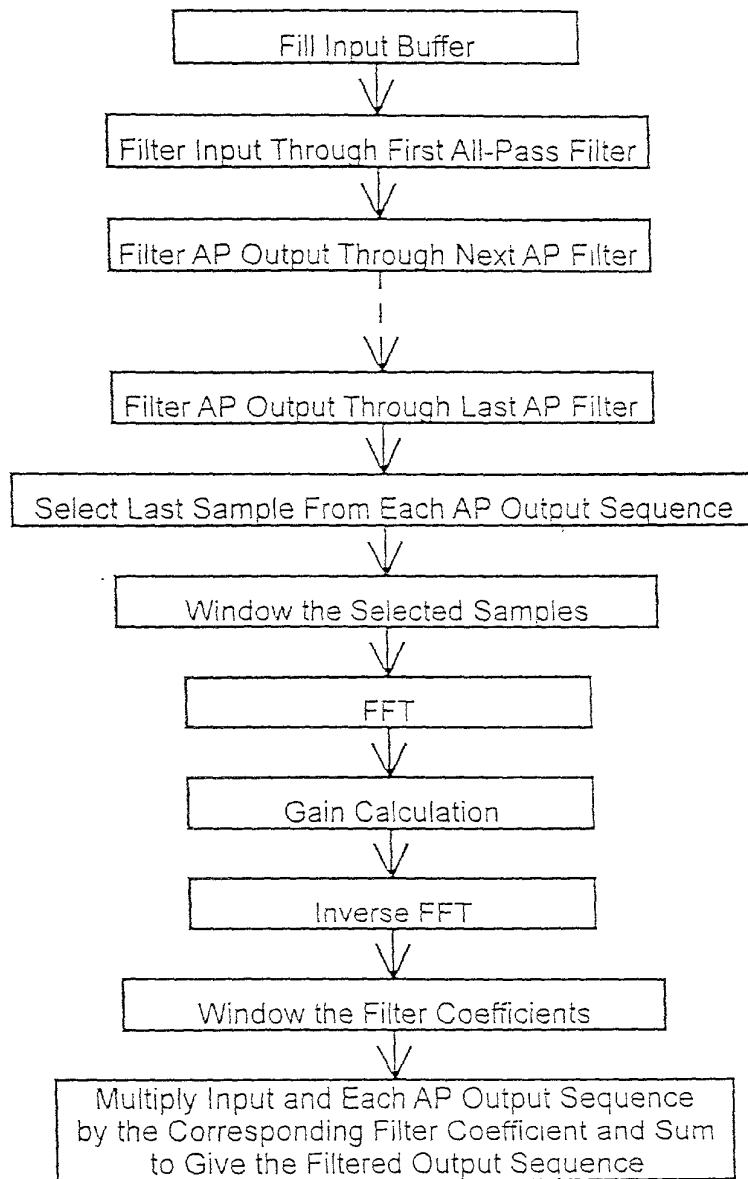 Fill Input Buffer
Filter Input Through First All-Pass Filter
Filter AP Output Through Next AP Filter
Filter AP Output Through Last AP Filter
Select Last Sample From Each AP Output Sequence
Window the Selected Samples
FFT
Gain Calculation
Inverse FFT
Window the Filter Coefficients
Multiply Input and Each AP Output Sequence
by the Corresponding Filter Coefficient and Sum
to Give the Filtered Output Sequence